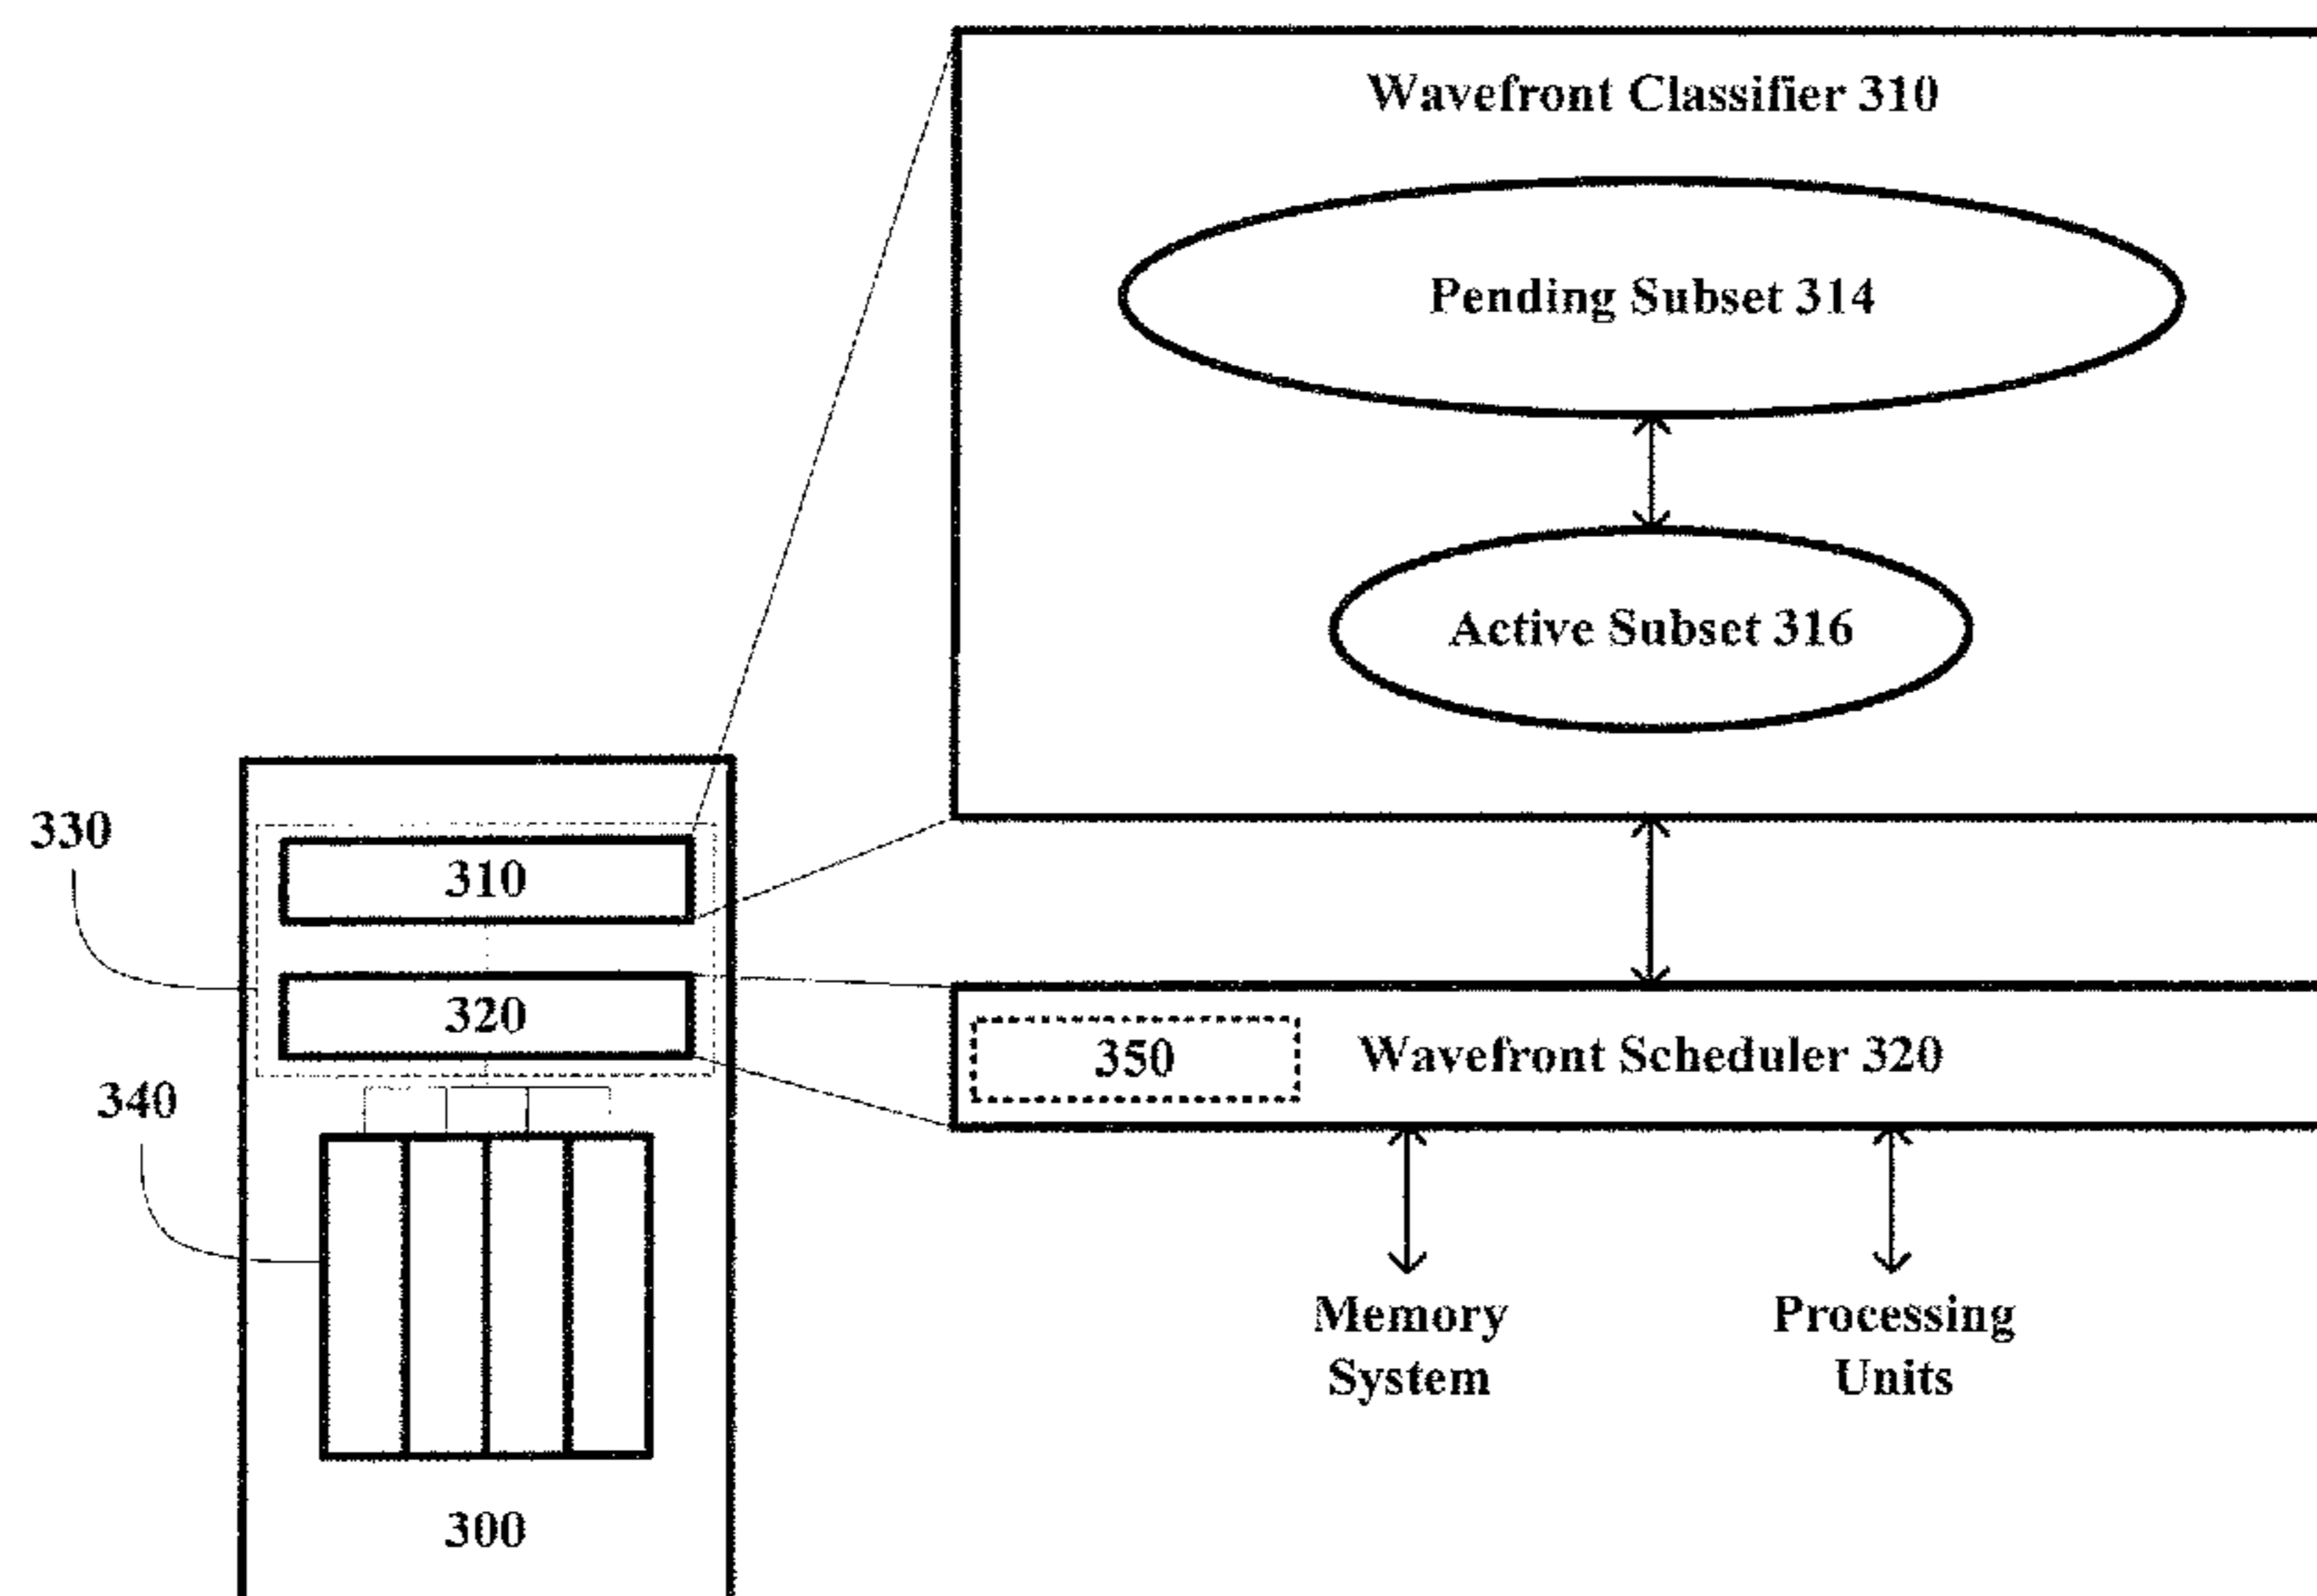 Wavefront Classifier 310
Pending Subset 314
Active Subset 316
330
310
320
350
Wavefront Scheduler 320
340
Memory
System
Processing
Units
300